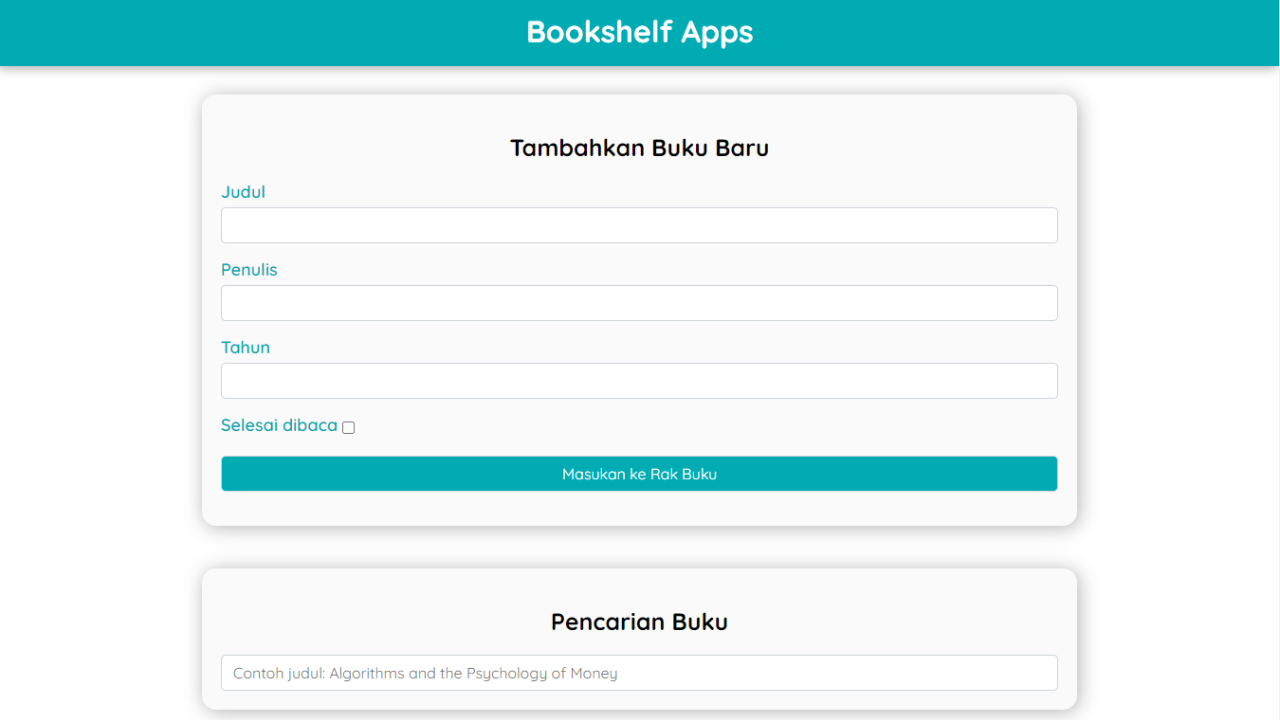 Bookshelf Apps
Tambahkan Buku Baru
Judul
Penulis
Tahun
Selesai dibaca
Masukan ke Rak Buku
Pencarian Buku
Contoh judul: Algorithms and the Psychology of Money